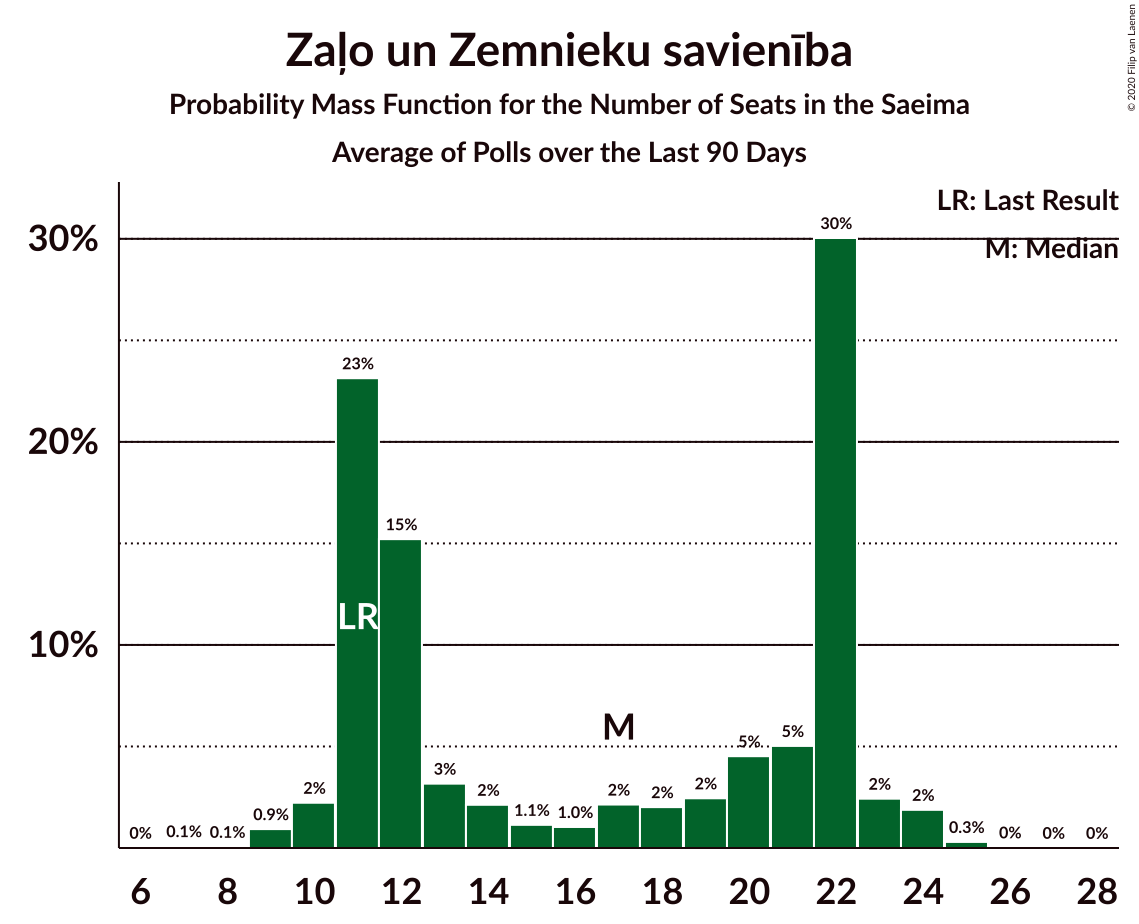 Zaļo un Zemnieku savienība
Probability Mass Function for the Number of Seats in the Saeima
Average of Polls over the Last 90 Days
© 2020 Filip van Laenen
LR: Last Result
M: Median
30%
20%
10%
0%
0.1%
0.1%
0.9%
2%
23%
15%
3%
2%
1.1%
1.0%
2%
2%
2%
5%
5%
30%
2%
2%
0.3%
0%
0%
0%
LR
M
6 8 10 12 14 16 18 20 22 24 26 28